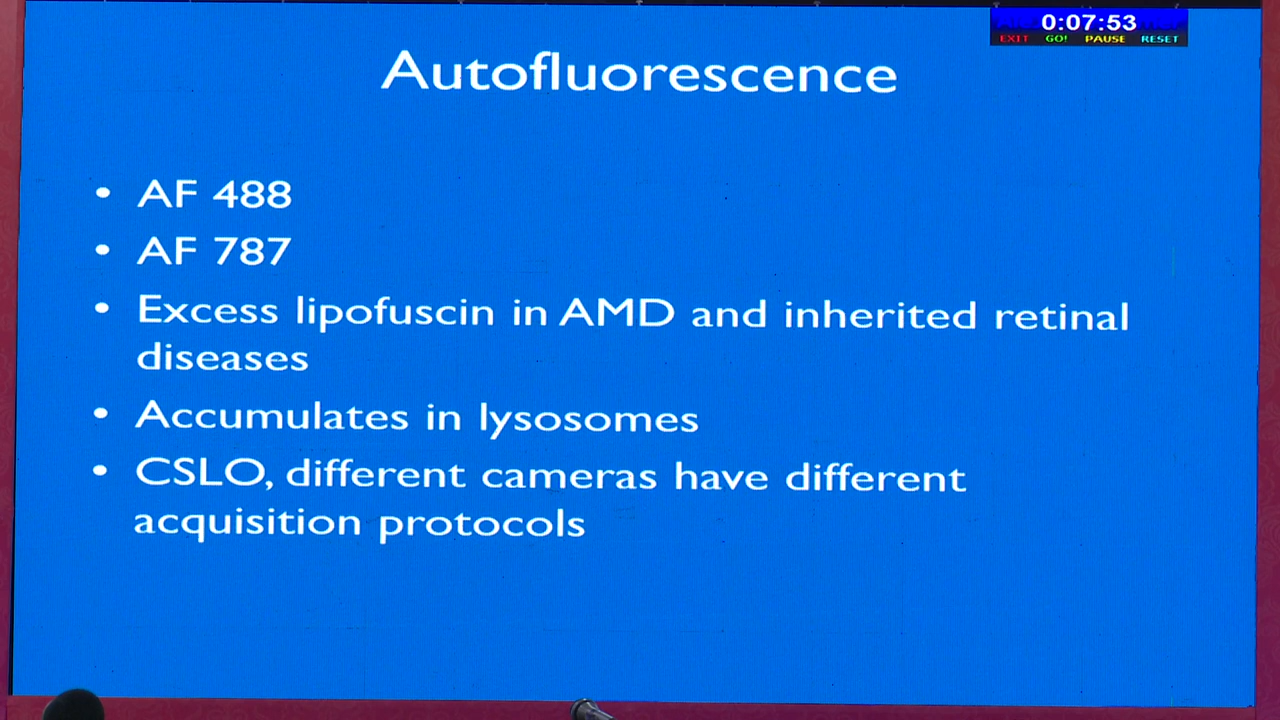 0:07:53
EXIT GO! PAUSE RESET
Autofluorescence
• AF 488
• AF 787
• Excess lipofuscin in AMD and inherited retinal
diseases
• Accumulates in lysosomes
• CSLO, different cameras have different
acquisition protocols